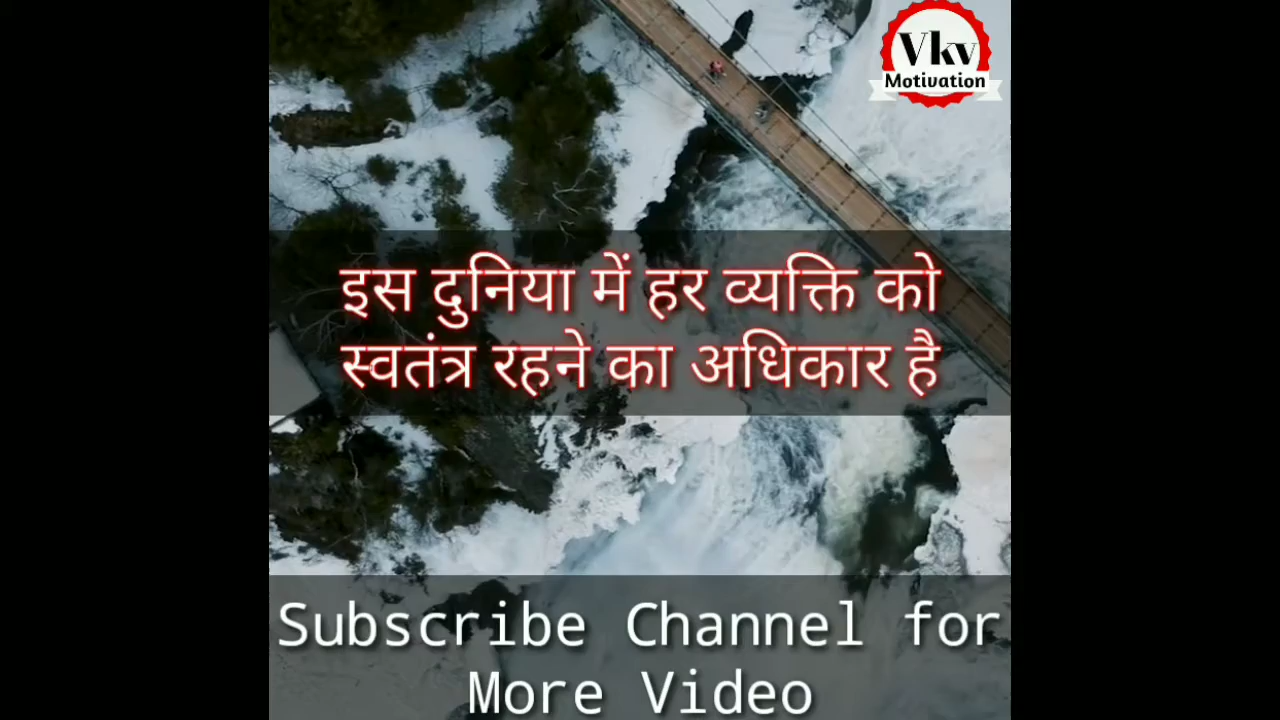 Vkv
Motivation
इस दुनिया में हर व्यक्ति को
स्वतंत्र रहने का अधिकार है
Subscribe Channel for
More Video